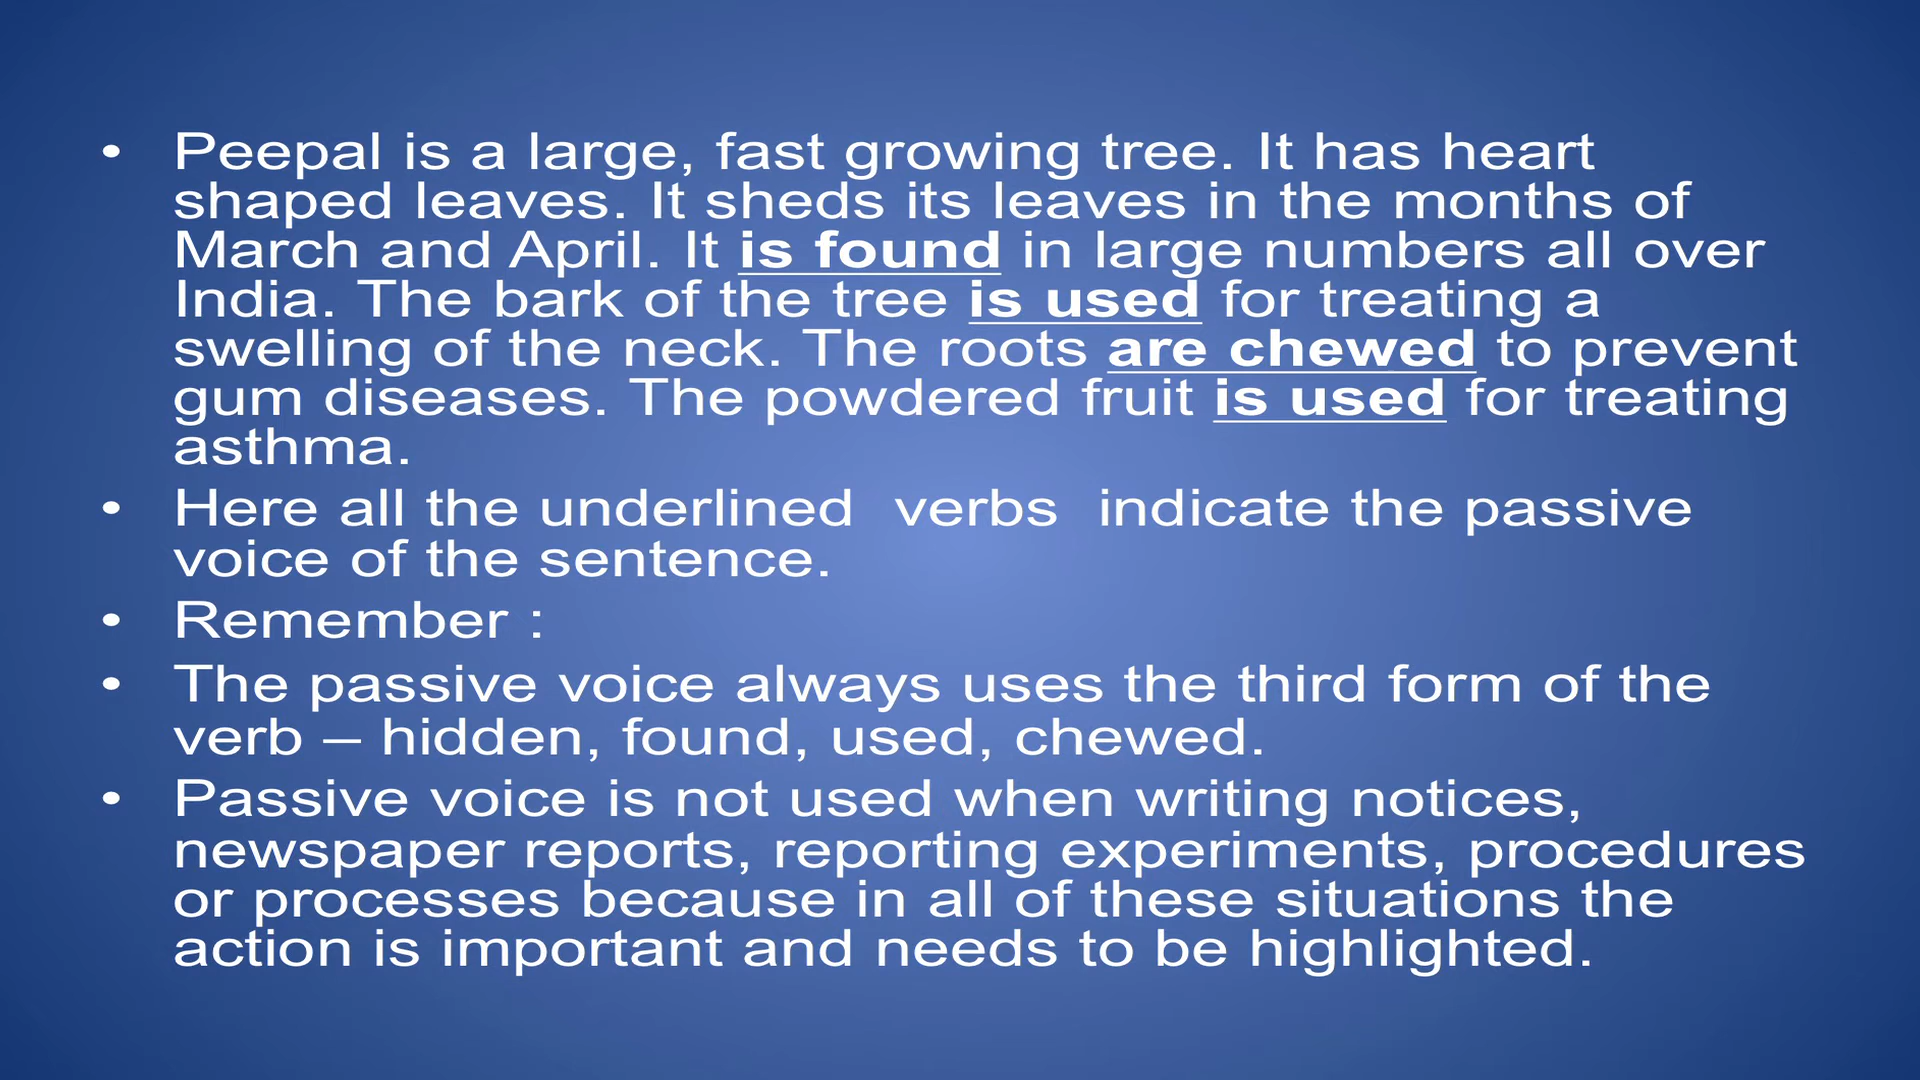 • Peepal is a large, fast growing tree. It has heart
shaped leaves. It sheds its leaves in the months of
March and April. It is found in large numbers all over
India. The bark of the tree is used for treating a
swelling of the neck. The roots are chewed to prevent
gum diseases. The powdered fruit is used for treating
asthma.
• Here all the underlined verbs indicate the passive
voice of the sentence.
• Remember :
• The passive voice always uses the third form of the
verb – hidden, found, used, chewed.
• Passive voice is not used when writing notices,
newspaper reports, reporting experiments, procedures
or processes because in all of these situations the
action is important and needs to be highlighted.